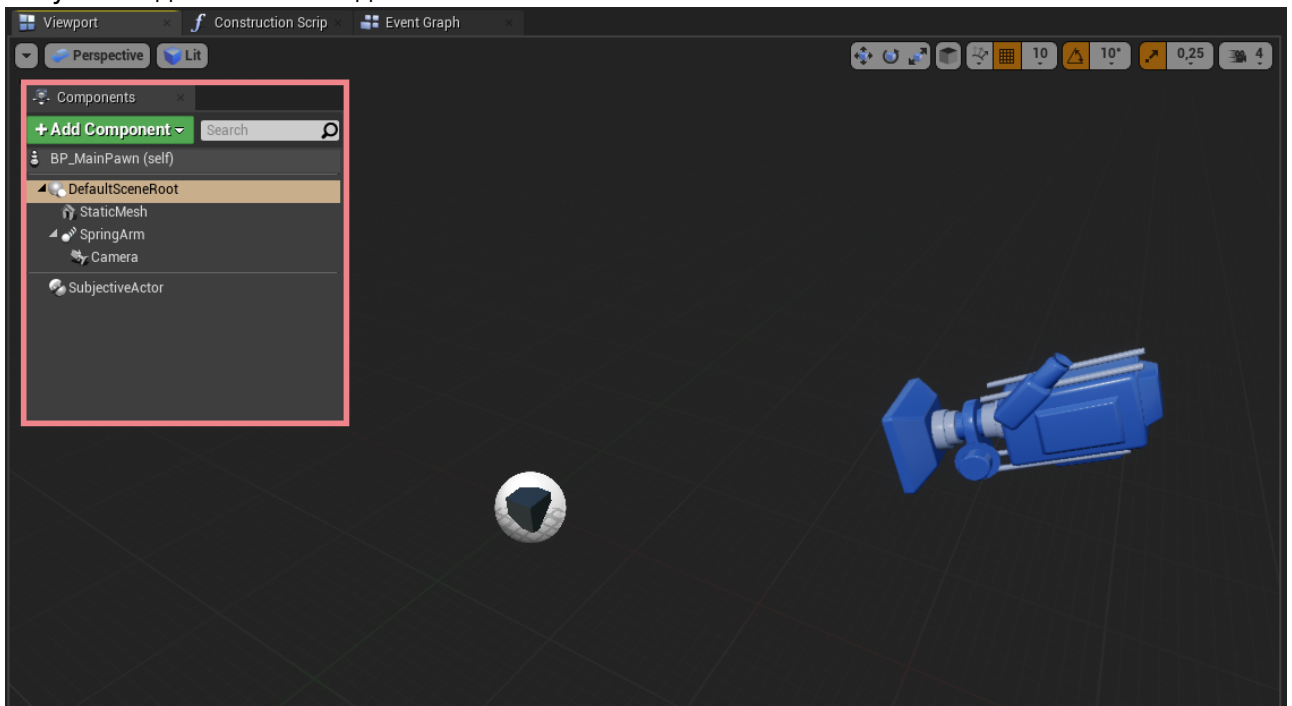 Viewport
Construction Scrip
Event Graph
Perspective
Lit
10
10°
0,25
4
Components
+Add Component
Search
BP_MainPawn (self)
DefaultSceneRoot
StaticMesh
SpringArm
Camera
SubjectiveActor